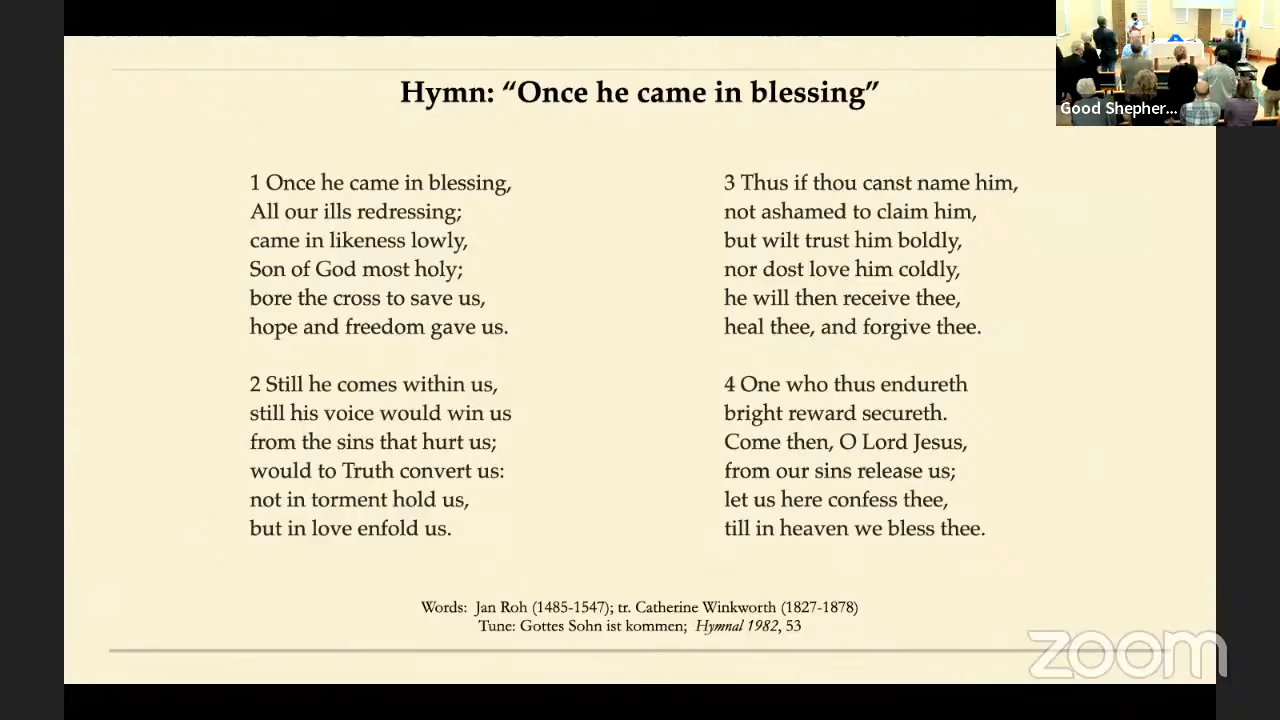 Hymn: “Once he came in blessing”
Good Shepher...
1 Once he came in blessing,
All our ills redressing;
came in likeness lowly,
Son of God most holy;
bore the cross to save us,
hope and freedom gave us.
2 Still he comes within us,
still his voice would win us
from the sins that hurt us;
would to Truth convert us:
not in torment hold us,
but in love enfold us.
3 Thus if thou canst name him,
not ashamed to claim him,
but wilt trust him boldly,
nor dost love him coldly,
he will then receive thee,
heal thee, and forgive thee.
4 One who thus endureth
bright reward secureth.
Come then, O Lord Jesus,
from our sins release us;
let us here confess thee,
till in heaven we bless thee.
Words: Jan Roh (1485-1547); tr. Catherine Winkworth (1827-1878)
Tune: Gottes Sohn ist kommen; Hymnal 1982, 53
zoom